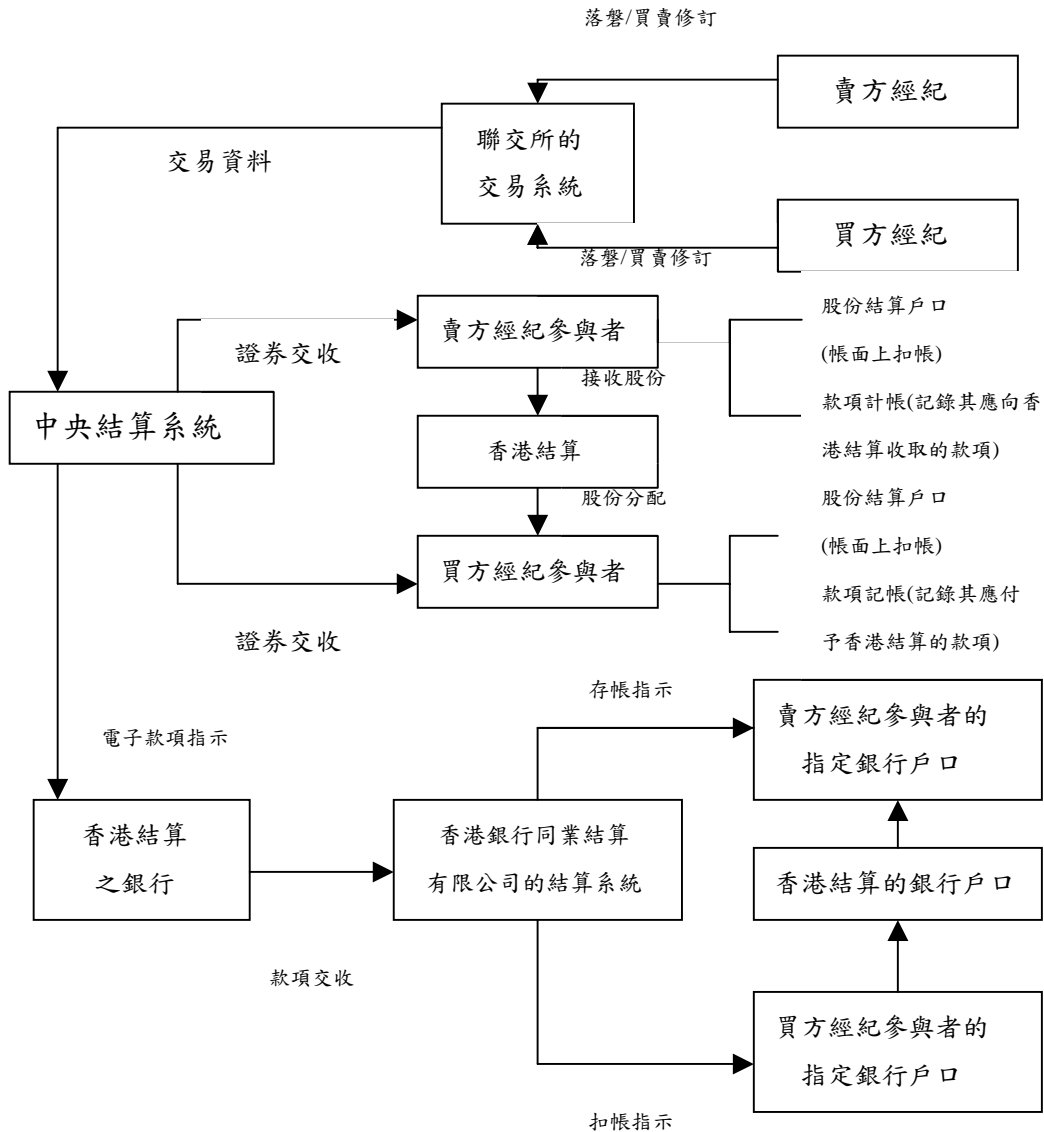 落盤/買賣修訂
賣方經紀
聯交所的
交易系統
交易資料
買方經紀
落盤/買賣修訂
股份結算戶口
賣方經紀參與者
證券交收
(帳面上扣帳)
接收股份
款項計帳(記錄其應向香
中央結算系統
香港結算
港結算收取的款項)
股份分配
股份結算戶口
(帳面上扣帳)
買方經紀參與者
款項記帳(記錄其應付
證券交收
予香港結算的款項)
存帳指示
賣方經紀參與者的
指定銀行戶口
電子款項指示
香港結算
之銀行
香港銀行同業結算
有限公司的結算系統
香港結算的銀行戶口
款項交收
買方經紀參與者的
指定銀行戶口
扣帳指示